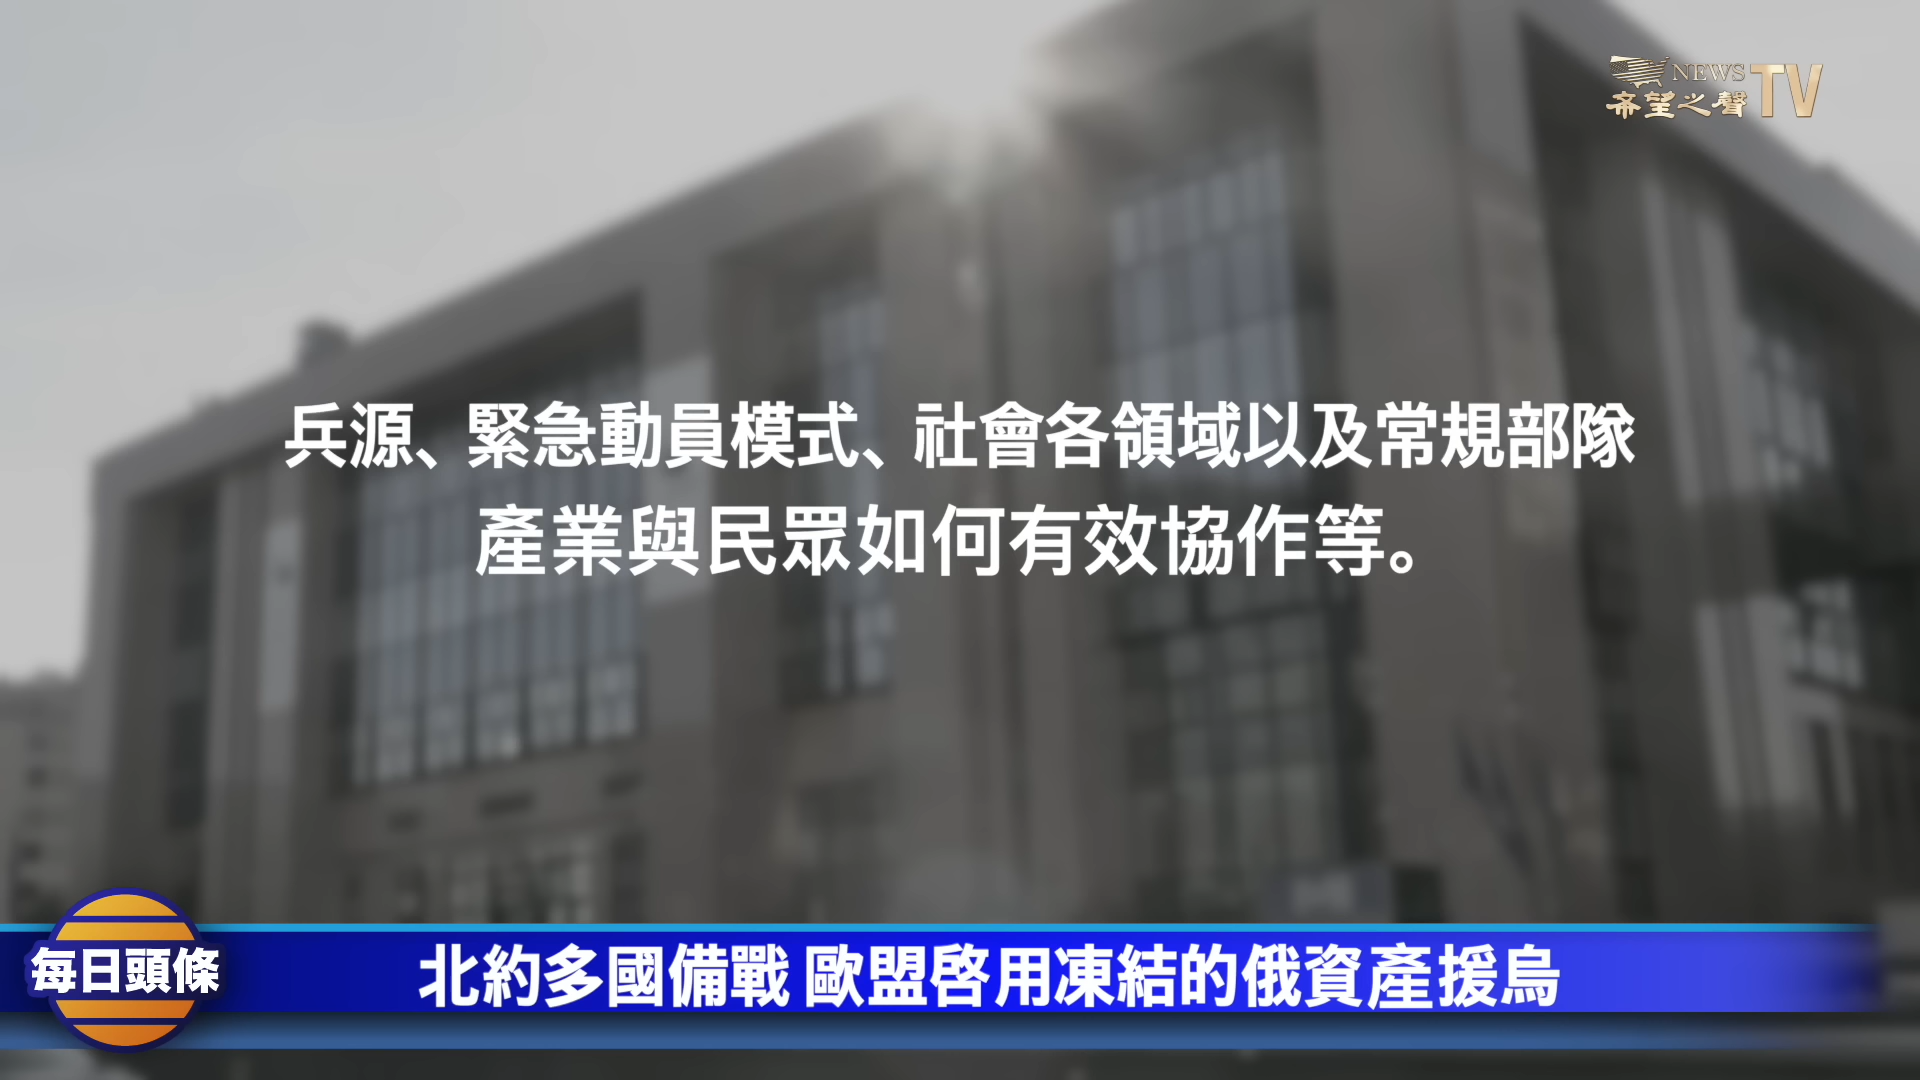 NEWS
希望之聲TV
兵源、緊急動員模式、社會各領域以及常規部隊
產業與民眾如何有效協作等。
每日頭條
北約多國備戰 歐盟啓用凍結的俄資產援烏